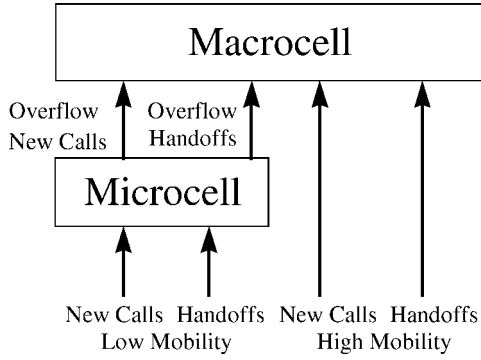 Macrocell
Overflow Overflow
New Calls Handoffs
Microcell
New Calls Handoffs New Calls Handoffs
Low Mobility High Mobility